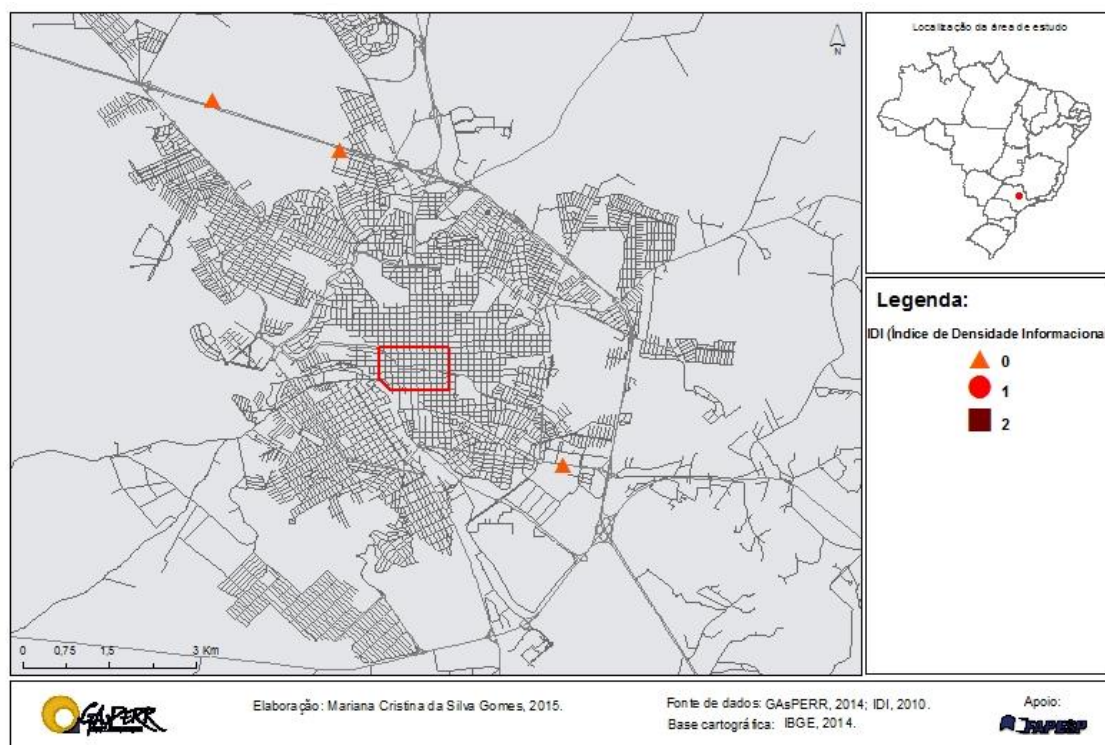 N
Localização da área de estudo
Legenda:
IDI (Índice de Densidade Informaciona
0
1
2
0 0,75 1,5 3 Km
GAsPERR
Elaboração: Mariana Cristina da Silva Gomes, 2015.
Fonte de dados: GAsPERR, 2014; IDI, 2010.
Base cartográfica: IBGE, 2014.
Apoio:
FAPESP